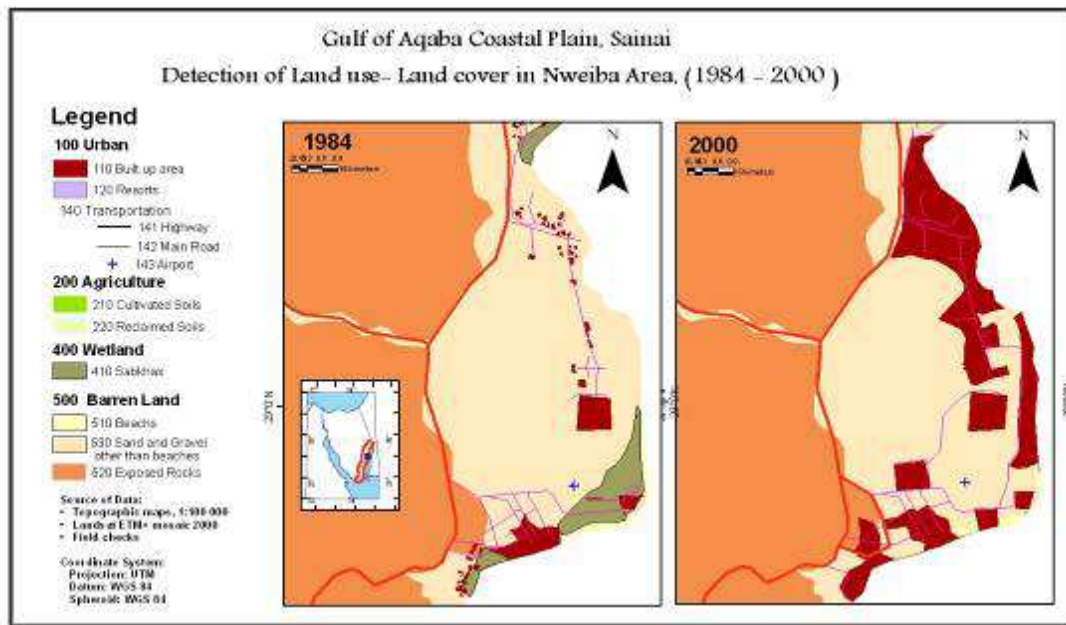 Gulf of Aqaba Coastal Plain, Sainai
Detection of Land use- Land cover in Nweiba Area, (1984 - 2000 )
Legend
100 Urban
110 Built up area
120 Resorts
140 Transportation
141 Highway
142 Main Road
143 Airport
200 Agriculture
210 Cultivated Soils
220 Reclaimed Soils
400 Wetland
410 Sabkhas
500 Barren Land
510 Beachs
530 Sand and Gravel
other than beaches
520 Exposed Rocks
Source of Data:
• Topographic maps, 1:100 000
• Landsat ETM+ mosaic 2000
• Field checks
Coordinate System:
Projection: UTM
Datum: WGS 84
Spheroid: WGS 84
1984
Kilometers
N
2000
Kilometers
N